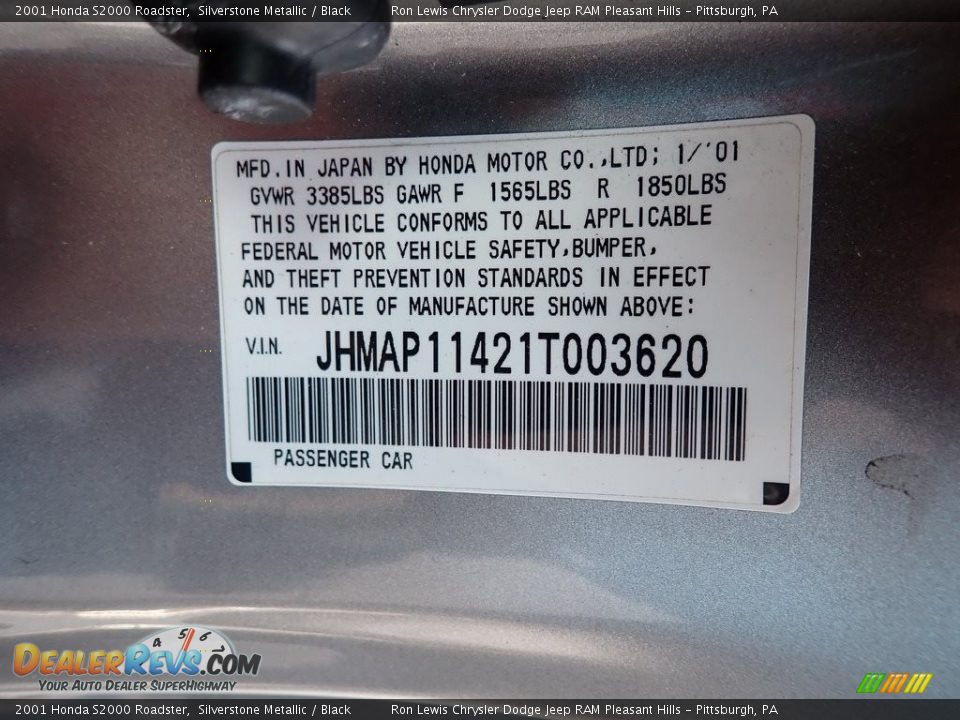 2001 Honda S2000 Roadster,  Silverstone Metallic / Black          Ron Lewis Chrysler Dodge Jeep RAM Pleasant Hills - Pittsburgh, PA
MFD.IN JAPAN BY HONDA MOTOR CO.,LTD; 1/'01
GVWR 3385LBS GAWR F 1565LBS R 1850LBS
THIS VEHICLE CONFORMS TO ALL APPLICABLE
FEDERAL MOTOR VEHICLE SAFETY,BUMPER,
AND THEFT PREVENTION STANDARDS IN EFFECT
ON THE DATE OF MANUFACTURE SHOWN ABOVE:
V.I.N. JHMAP11421T003620
PASSENGER CAR
4 5 6 7
DealerRevs.com
Your Auto Dealer SuperHighway
2001 Honda S2000 Roadster,  Silverstone Metallic / Black          Ron Lewis Chrysler Dodge Jeep RAM Pleasant Hills - Pittsburgh, PA